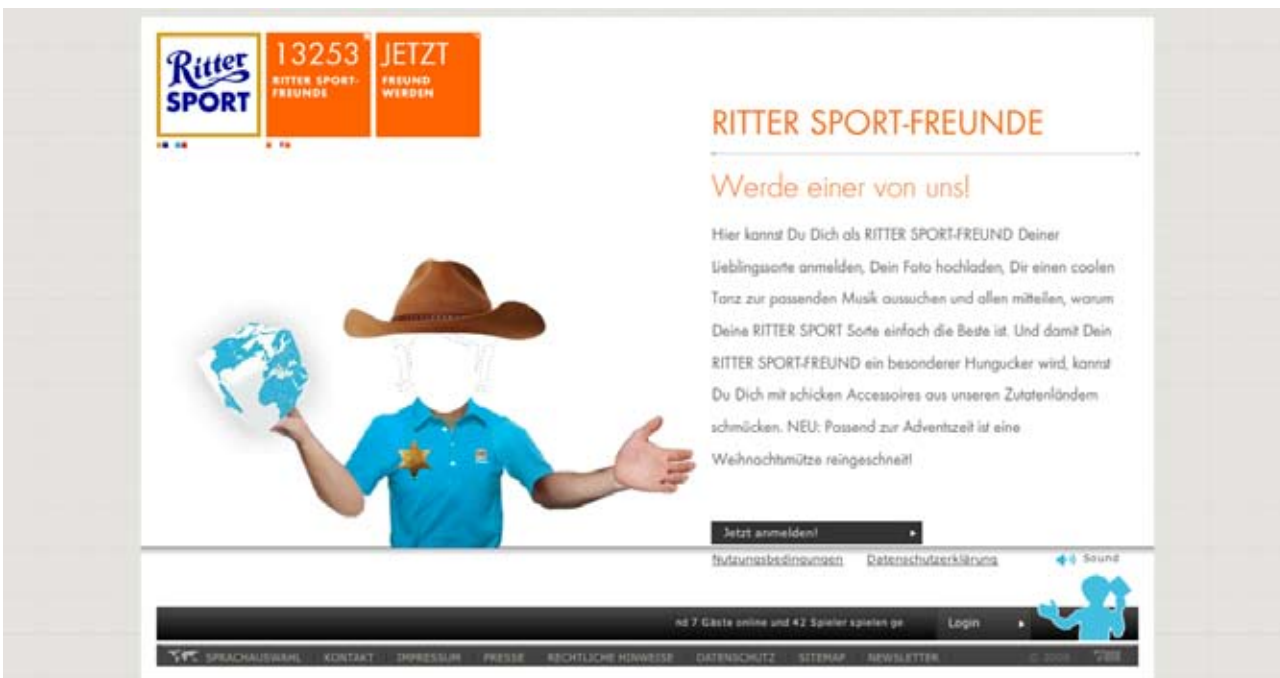 Ritter
SPORT
13253
RITTER SPORT-
FREUNDE
JETZT
FREUND
WERDEN
RITTER SPORT-FREUNDE
Werde einer von uns!
Hier kannst Du Dich als RITTER SPORT-FREUND Deiner
Lieblingssorte anmelden, Dein Foto hochladen, Dir einen coolen
Tanz zur passenden Musik aussuchen und allen mitteilen, warum
Deine RITTER SPORT Sorte einfach die Beste ist. Und damit Dein
RITTER SPORT-FREUND ein besonderer Hungucker wird, kannst
Du Dich mit schicken Accessoires aus unseren Zutatenländern
schmücken. NEU: Passend zur Adventszeit ist eine
Weihnachtsmütze reingeschneit!
Jetzt anmelden!
Nutzungsbedingungen Datenschutzerklärung Sound
nd 7 Gäste online und 42 Spieler spielen ge Login
SPRACHAUSWAHL KONTAKT IMPRESSUM PRESSE RECHTLICHE HINWEISE DATENSCHUTZ SITEMAP NEWSLETTER